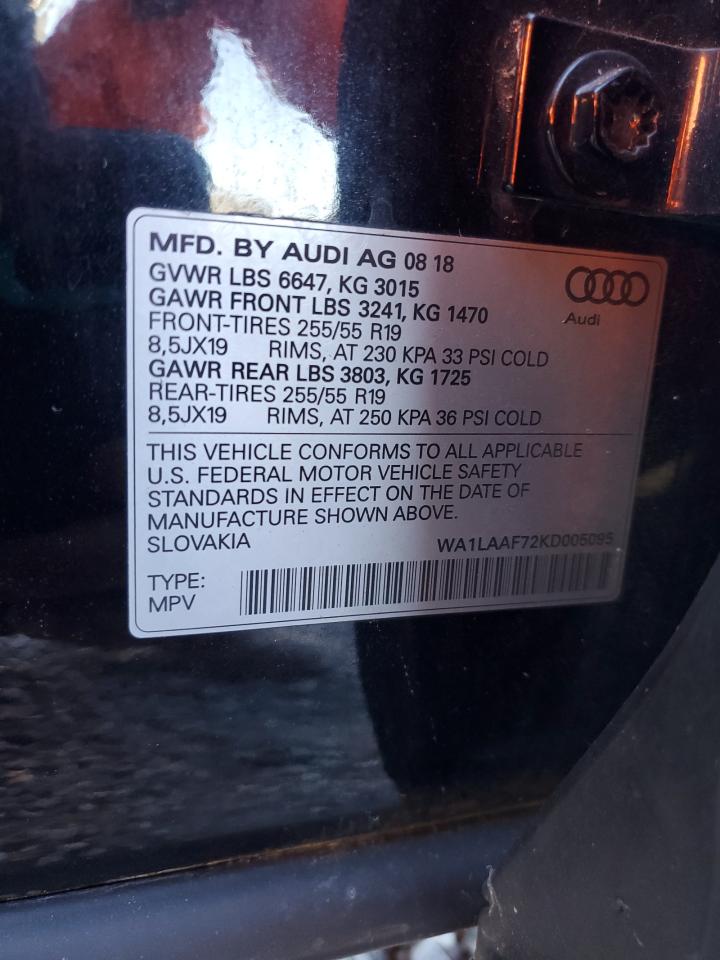 MFD. BY AUDI AG 08 18
GVWR LBS 6647, KG 3015
GAWR FRONT LBS 3241, KG 1470
FRONT-TIRES 255/55 R19
8,5JX19 RIMS, AT 230 KPA 33 PSI COLD
GAWR REAR LBS 3803, KG 1725
REAR-TIRES 255/55 R19
8,5JX19 RIMS, AT 250 KPA 36 PSI COLD
Audi
THIS VEHICLE CONFORMS TO ALL APPLICABLE
U.S. FEDERAL MOTOR VEHICLE SAFETY
STANDARDS IN EFFECT ON THE DATE OF
MANUFACTURE SHOWN ABOVE.
SLOVAKIA WA1LAAF72KD005095
TYPE:
MPV